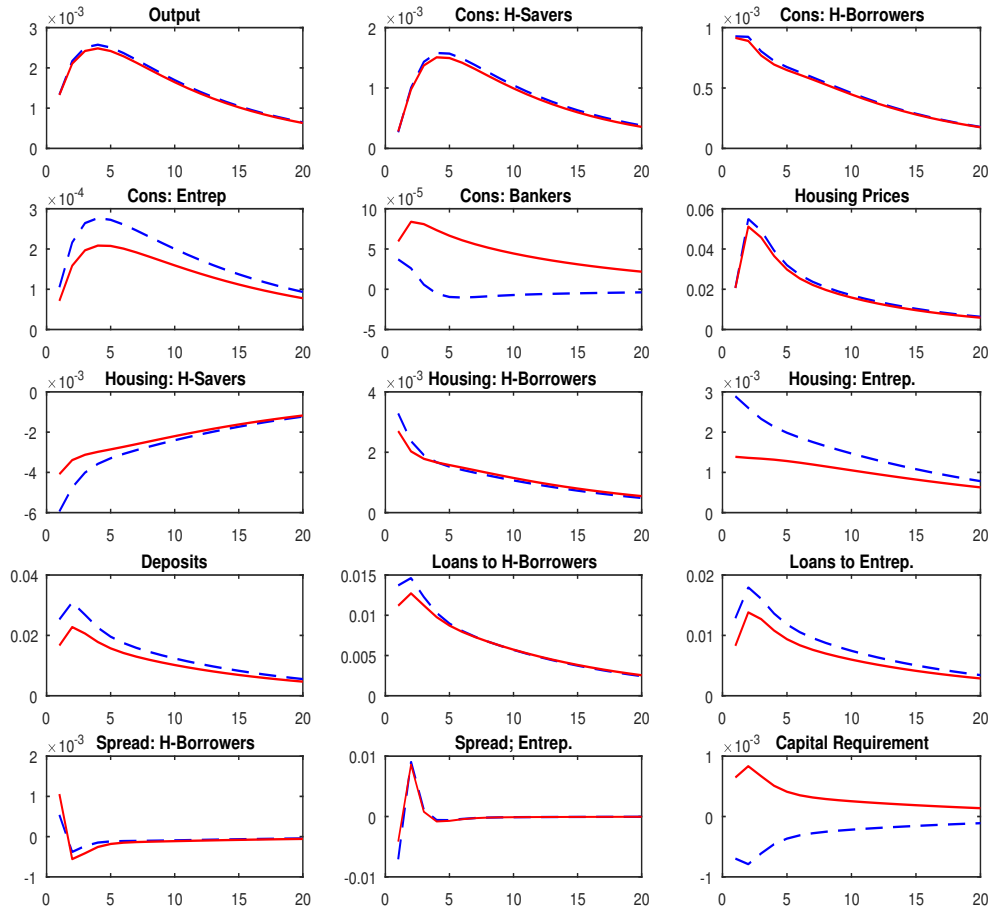 Output
×10-3
3
2
1
0
0 5 10 15 20
Cons: H-Savers
×10-3
2
1
0
0 5 10 15 20
Cons: H-Borrowers
×10-3
1
0.5
0
0 5 10 15 20
Cons: Entrep
×10-4
3
2
1
0
0 5 10 15 20
Cons: Bankers
×10-5
10
5
0
-5
0 5 10 15 20
Housing Prices
0.06
0.04
0.02
0
0 5 10 15 20
Housing: H-Savers
×10-3
0
-2
-4
-6
0 5 10 15 20
Housing: H-Borrowers
×10-3
4
2
0
0 5 10 15 20
Housing: Entrep.
×10-3
3
2
1
0
0 5 10 15 20
Deposits
0.04
0.02
0
0 5 10 15 20
Loans to H-Borrowers
0.015
0.01
0.005
0
0 5 10 15 20
Loans to Entrep.
0.02
0.01
0
0 5 10 15 20
Spread: H-Borrowers
×10-3
2
1
0
-1
0 5 10 15 20
Spread; Entrep.
0.01
0
-0.01
0 5 10 15 20
Capital Requirement
×10-3
1
0
-1
0 5 10 15 20